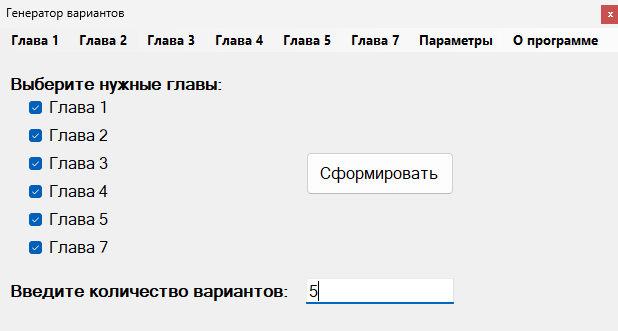 Генератор вариантов
x
Глава 1 Глава 2 Глава 3 Глава 4 Глава 5 Глава 7 Параметры О программе
Выберите нужные главы:
Глава 1
Глава 2
Глава 3
Сформировать
Глава 4
Глава 5
Глава 7
Введите количество вариантов: 5